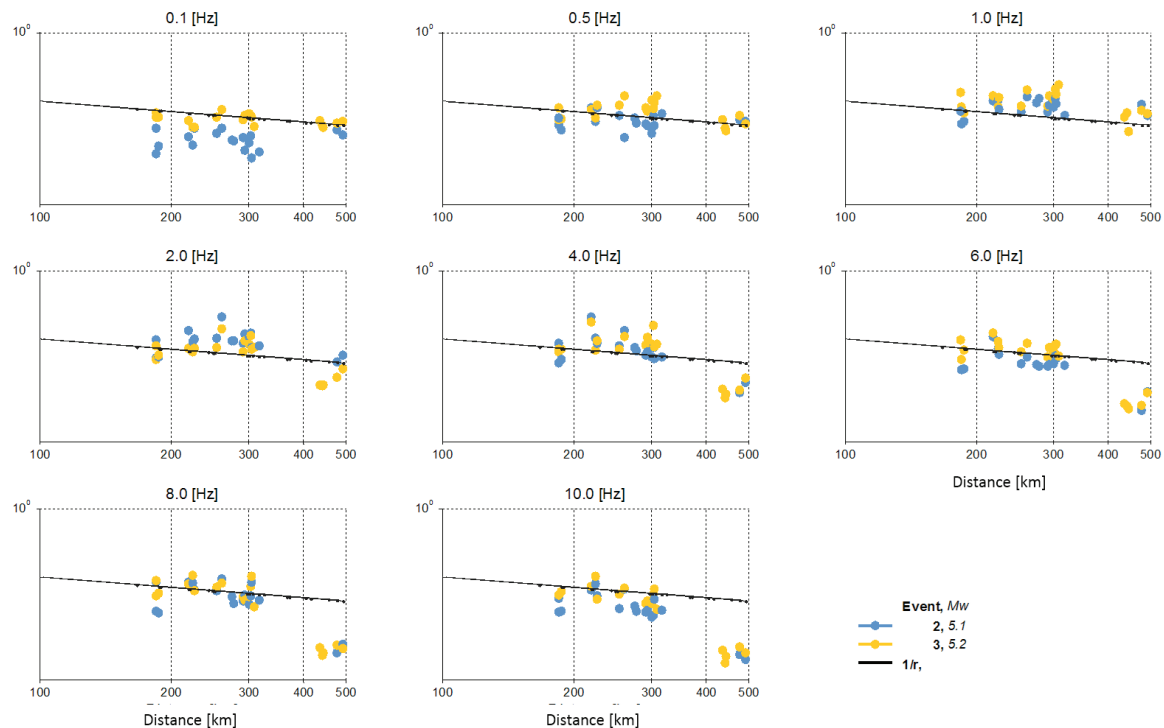 0.1 [Hz]
0.5 [Hz]
1.0 [Hz]
10⁰
10⁰
10⁰
100 200 300 400 500
100 200 300 400 500
100 200 300 400 500
2.0 [Hz]
4.0 [Hz]
6.0 [Hz]
10⁰
10⁰
10⁰
100 200 300 400 500
100 200 300 400 500
100 200 300 400 500
Distance [km]
8.0 [Hz]
10.0 [Hz]
10⁰
10⁰
100 200 300 400 500
100 200 300 400 500
Distance [km]
Distance [km]
Event, Mw
2, 5.1
3, 5.2
1/r,